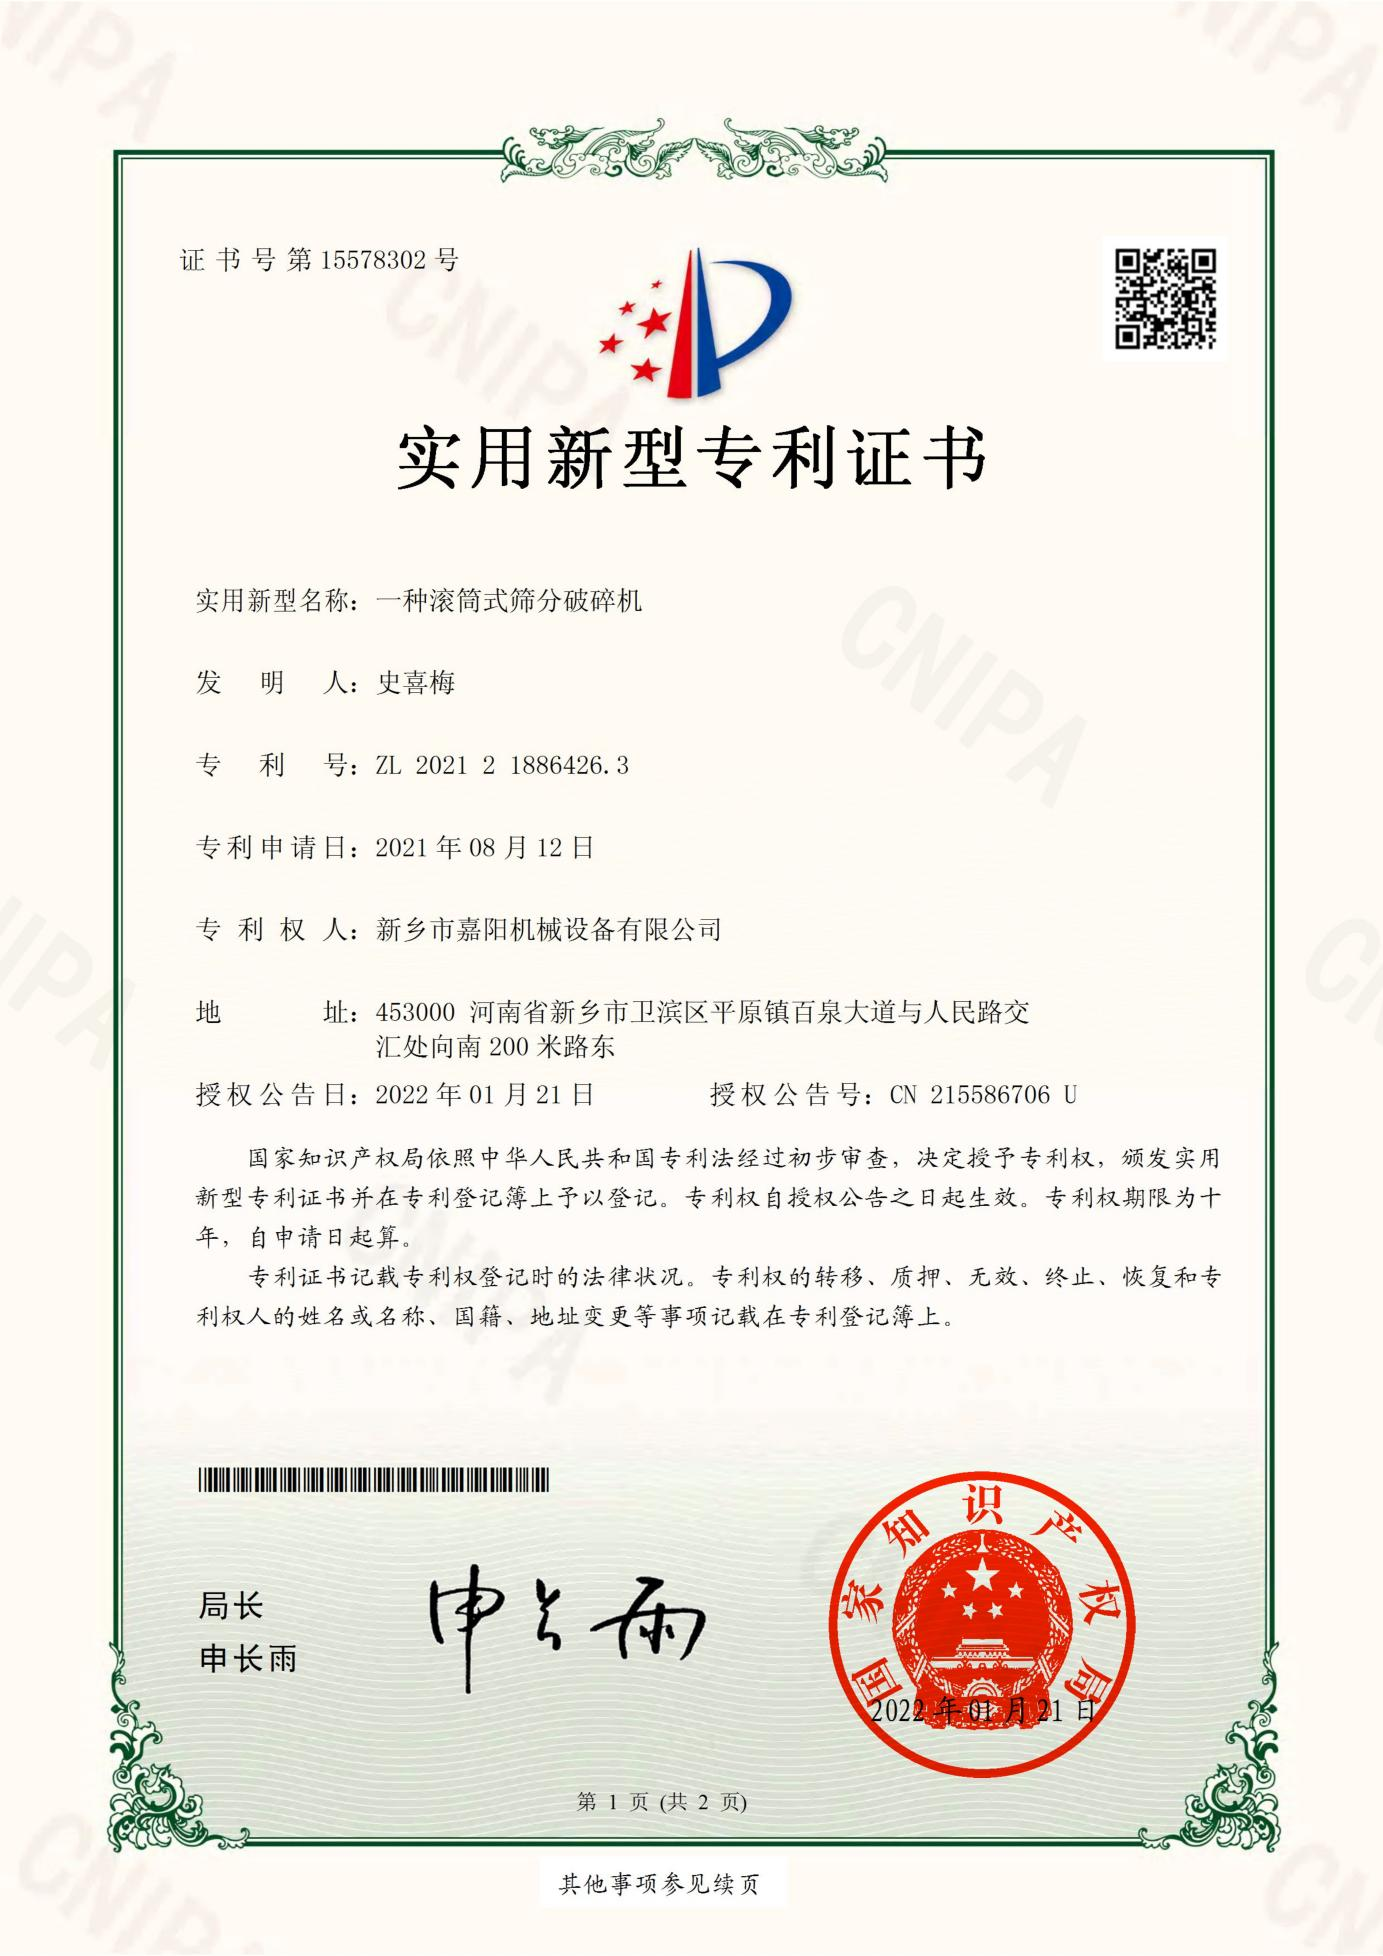 证书号第15578302号
实用新型专利证书
实用新型名称：一种滚筒式筛分破碎机
发明人：史喜梅
专利号：ZL 2021 2 1886426.3
专利申请日：2021年08月12日
专利权人：新乡市嘉阳机械设备有限公司
地址：453000 河南省新乡市卫滨区平原镇百泉大道与人民路交
汇处向南200米路东
授权公告日：2022年01月21日 授权公告号：CN 215586706 U
国家知识产权局依照中华人民共和国专利法经过初步审查，决定授予专利权，颁发实用
新型专利证书并在专利登记簿上予以登记。专利权自授权公告之日起生效。专利权期限为十
年，自申请日起算。
专利证书记载专利权登记时的法律状况。专利权的转移、质押、无效、终止、恢复和专
利权人的姓名或名称、国籍、地址变更等事项记载在专利登记簿上。
局长
申长雨
申长雨
国家知识产权局
2022年01月21日
第 1 页 (共 2 页)
其他事项参见续页
CNIPA
CNIPA
CNIPA
CNIPA
CNIPA